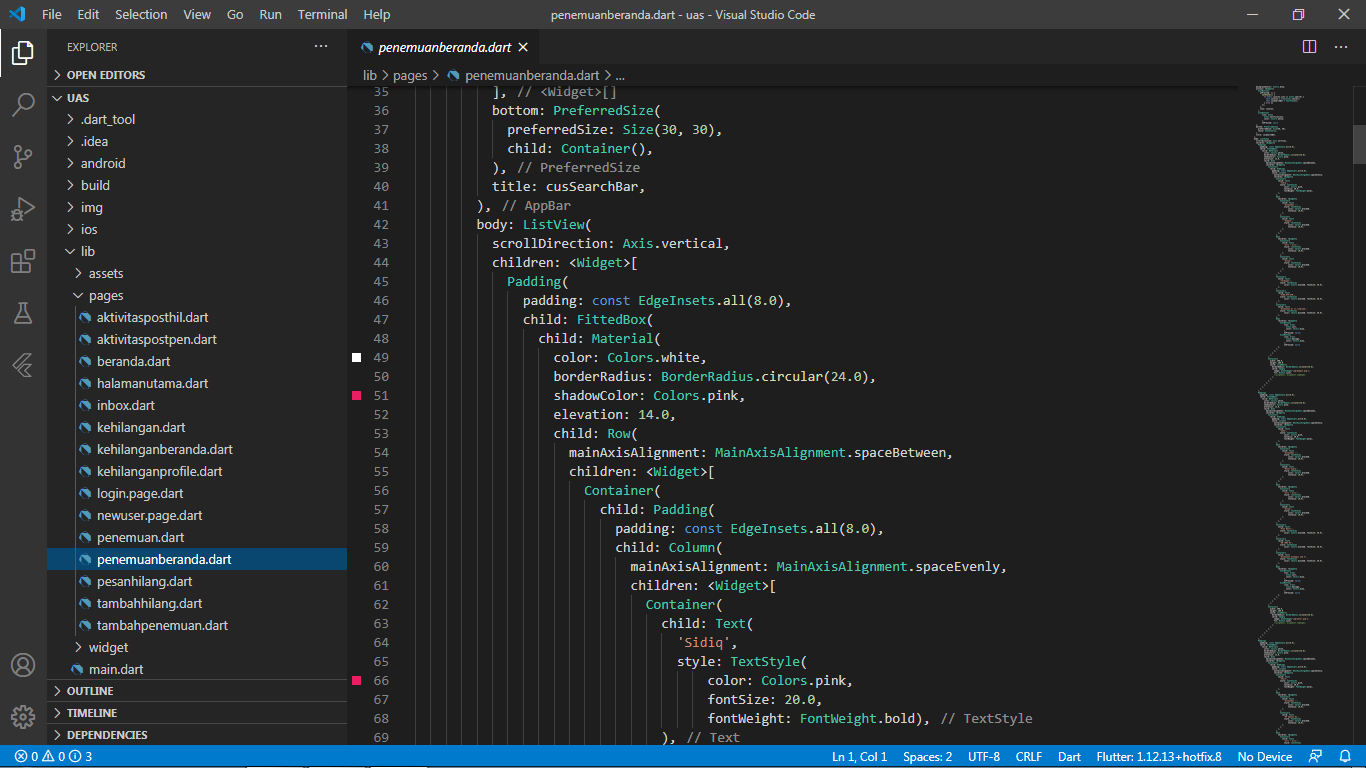 File Edit Selection View Go Run Terminal Help
penemuanberanda.dart - uas - Visual Studio Code
EXPLORER
OPEN EDITORS
UAS
.dart_tool
.idea
android
build
img
ios
lib
assets
pages
aktivitasposthil.dart
aktivitaspostpen.dart
beranda.dart
halamanutama.dart
inbox.dart
kehilangan.dart
kehilanganberanda.dart
kehilanganprofile.dart
login.page.dart
newuser.page.dart
penemuan.dart
penemuanberanda.dart
pesanhilang.dart
tambahhilang.dart
tambahpenemuan.dart
widget
main.dart
OUTLINE
TIMELINE
DEPENDENCIES
penemuanberanda.dart
lib > pages > penemuanberanda.dart > ...
35 ], // <Widget>[]
36 bottom: PreferredSize(
37 preferredSize: Size(30, 30),
38 child: Container(),
39 ), // PreferredSize
40 title: cusSearchBar,
41 ), // AppBar
42 body: ListView(
43 scrollDirection: Axis.vertical,
44 children: <Widget>[
45 Padding(
46 padding: const EdgeInsets.all(8.0),
47 child: FittedBox(
48 child: Material(
49 color: Colors.white,
50 borderRadius: BorderRadius.circular(24.0),
51 shadowColor: Colors.pink,
52 elevation: 14.0,
53 child: Row(
54 mainAxisAlignment: MainAxisAlignment.spaceBetween,
55 children: <Widget>[
56 Container(
57 child: Padding(
58 padding: const EdgeInsets.all(8.0),
59 child: Column(
60 mainAxisAlignment: MainAxisAlignment.spaceEvenly,
61 children: <Widget>[
62 Container(
63 child: Text(
64 'Sidiq',
65 style: TextStyle(
66 color: Colors.pink,
67 fontSize: 20.0,
68 fontWeight: FontWeight.bold), // TextStyle
69 ), // Text
0 0 3
Ln 1, Col 1 Spaces: 2 UTF-8 CRLF Dart Flutter: 1.12.13+hotfix.8 No Device